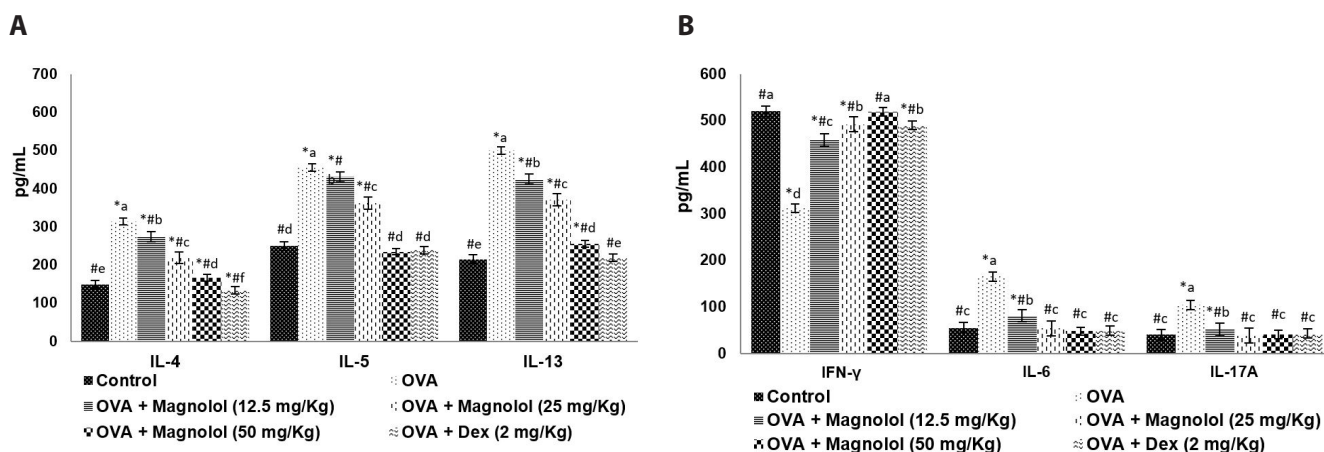 A
pg/mL
700
600
500
400
300
200
100
0
#e
*a
*#b
*#c
*#d
*#f
#d
*a
*#
b
*#c
#d
#d
#e
*a
*#b
*#c
*#d
#e
IL-4 IL-5 IL-13
Control OVA
OVA + Magnolol (12.5 mg/Kg) OVA + Magnolol (25 mg/Kg)
OVA + Magnolol (50 mg/Kg) OVA + Dex (2 mg/Kg)
B
pg/mL
600
500
400
300
200
100
0
#a
*d
*#c
*#b
#a
*#b
#c
*a
*#b
#c
#c
#c
#c
*a
*#b
#c
#c
#c
IFN-γ IL-6 IL-17A
Control OVA
OVA + Magnolol (12.5 mg/Kg) OVA + Magnolol (25 mg/Kg)
OVA + Magnolol (50 mg/Kg) OVA + Dex (2 mg/Kg)